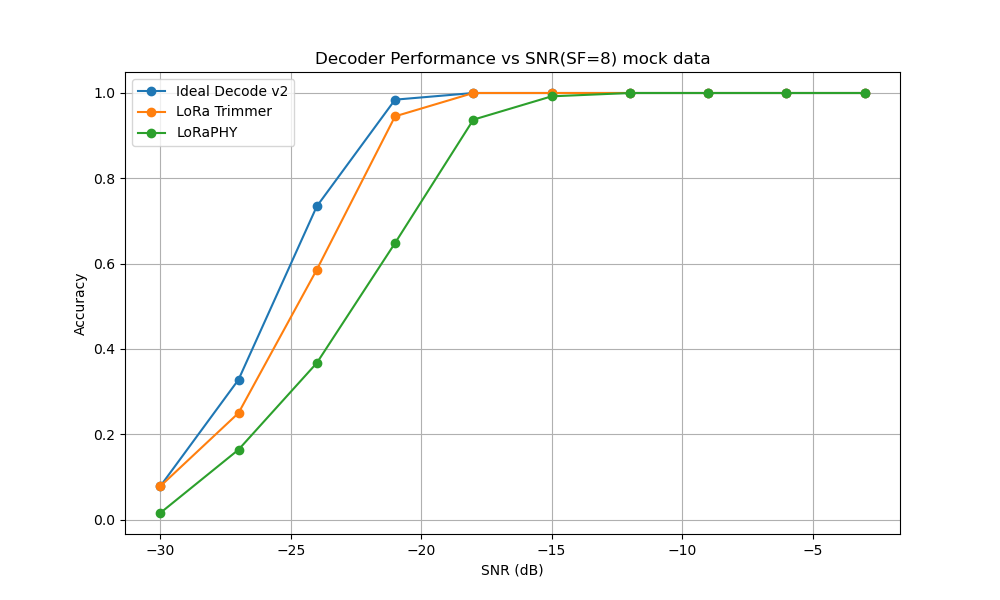 Decoder Performance vs SNR(SF=8) mock data
Ideal Decode v2
LoRa Trimmer
LoRaPHY
1.0
0.8
0.6
0.4
0.2
0.0
Accuracy
−30 −25 −20 −15 −10 −5
SNR (dB)